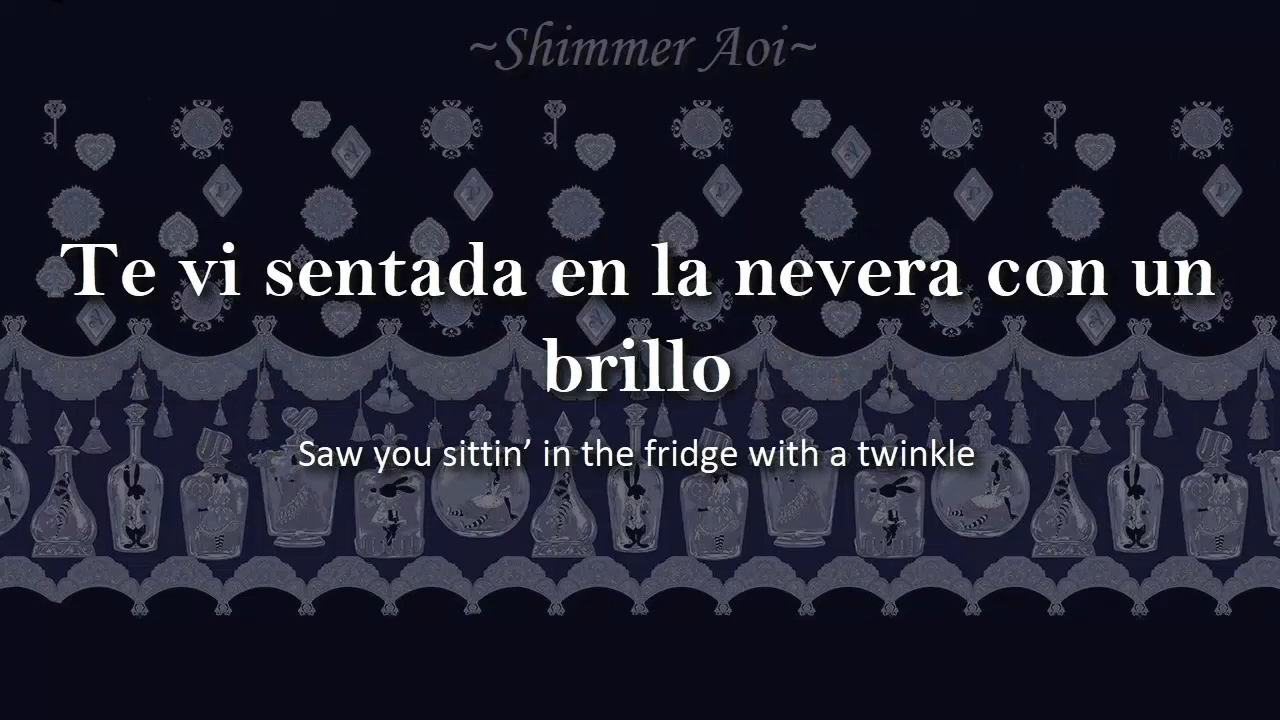 ~Shimmer Aoi~
Te vi sentada en la nevera con un
brillo
Saw you sittin’ in the fridge with a twinkle